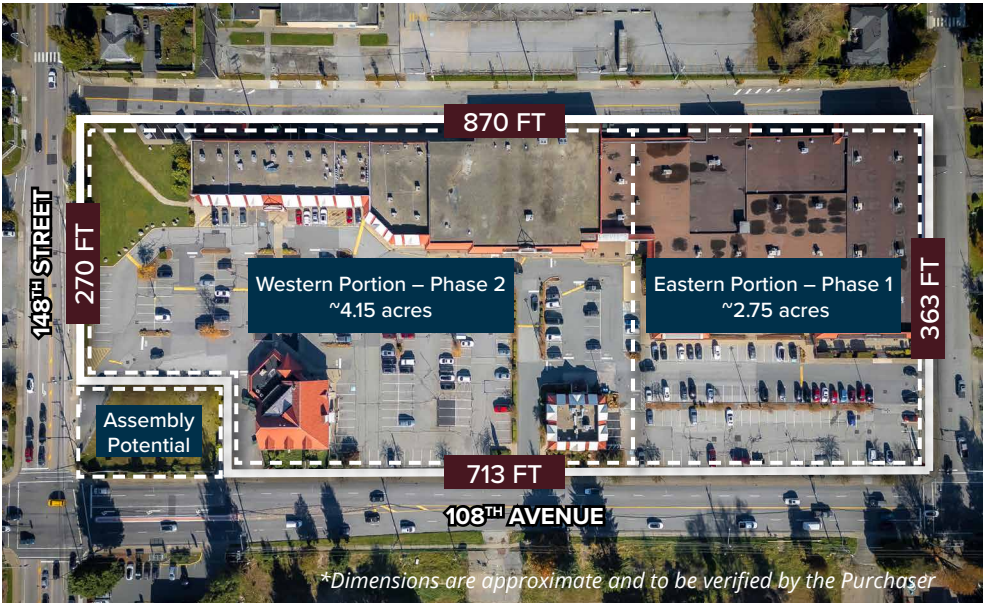 870 FT
148TH STREET
270 FT
Western Portion – Phase 2
~4.15 acres
Eastern Portion – Phase 1
~2.75 acres
363 FT
Assembly
Potential
713 FT
108TH AVENUE
*Dimensions are approximate and to be verified by the Purchaser